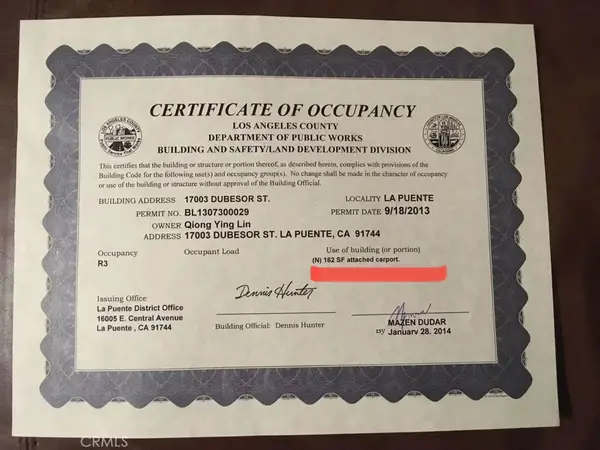 CERTIFICATE OF OCCUPANCY
LOS ANGELES COUNTY
DEPARTMENT OF PUBLIC WORKS
BUILDING AND SAFETY/LAND DEVELOPMENT DIVISION
This certifies that the building or structure or portion thereof, as described herein, complies with provisions of the
Building Code for the following use(s) and occupancy group(s). No change shall be made in the character of occupancy
or use of the building or structure without approval of the Building Official.
BUILDING ADDRESS 17003 DUBESOR ST. LOCALITY LA PUENTE
PERMIT NO. BL1307300029 PERMIT DATE 9/18/2013
OWNER Qiong Ying Lin
ADDRESS 17003 DUBESOR ST. LA PUENTE, CA 91744
Occupancy Occupant Load Use of building (or portion)
R3 (N) 162 SF attached carport.
Issuing Office
La Puente District Office
16005 E. Central Avenue
La Puente , CA 91744
Dennis Hunter
Building Official: Dennis Hunter
MAZEN DUDAR
BY January 28, 2014
CRMLS